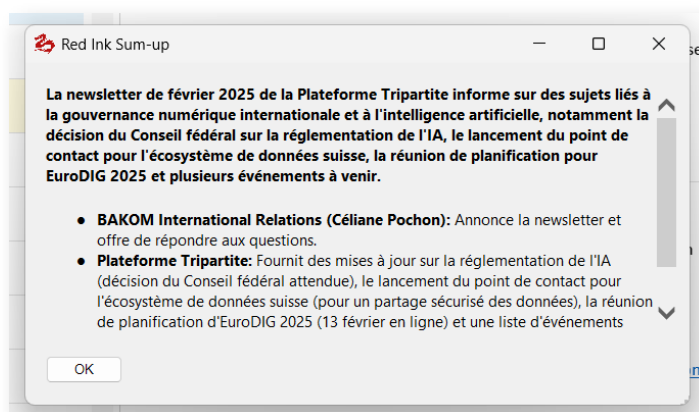 Red Ink Sum-up
La newsletter de février 2025 de la Plateforme Tripartite informe sur des sujets liés à
la gouvernance numérique internationale et à l'intelligence artificielle, notamment la
décision du Conseil fédéral sur la réglementation de l'IA, le lancement du point de
contact pour l'écosystème de données suisse, la réunion de planification pour
EuroDIG 2025 et plusieurs événements à venir.
● BAKOM International Relations (Céliane Pochon): Annonce la newsletter et
offre de répondre aux questions.
● Plateforme Tripartite: Fournit des mises à jour sur la réglementation de l'IA
(décision du Conseil fédéral attendue), le lancement du point de contact pour
l'écosystème de données suisse (pour un partage sécurisé des données), la réunion
de planification d'EuroDIG 2025 (13 février en ligne) et une liste d'événements
OK